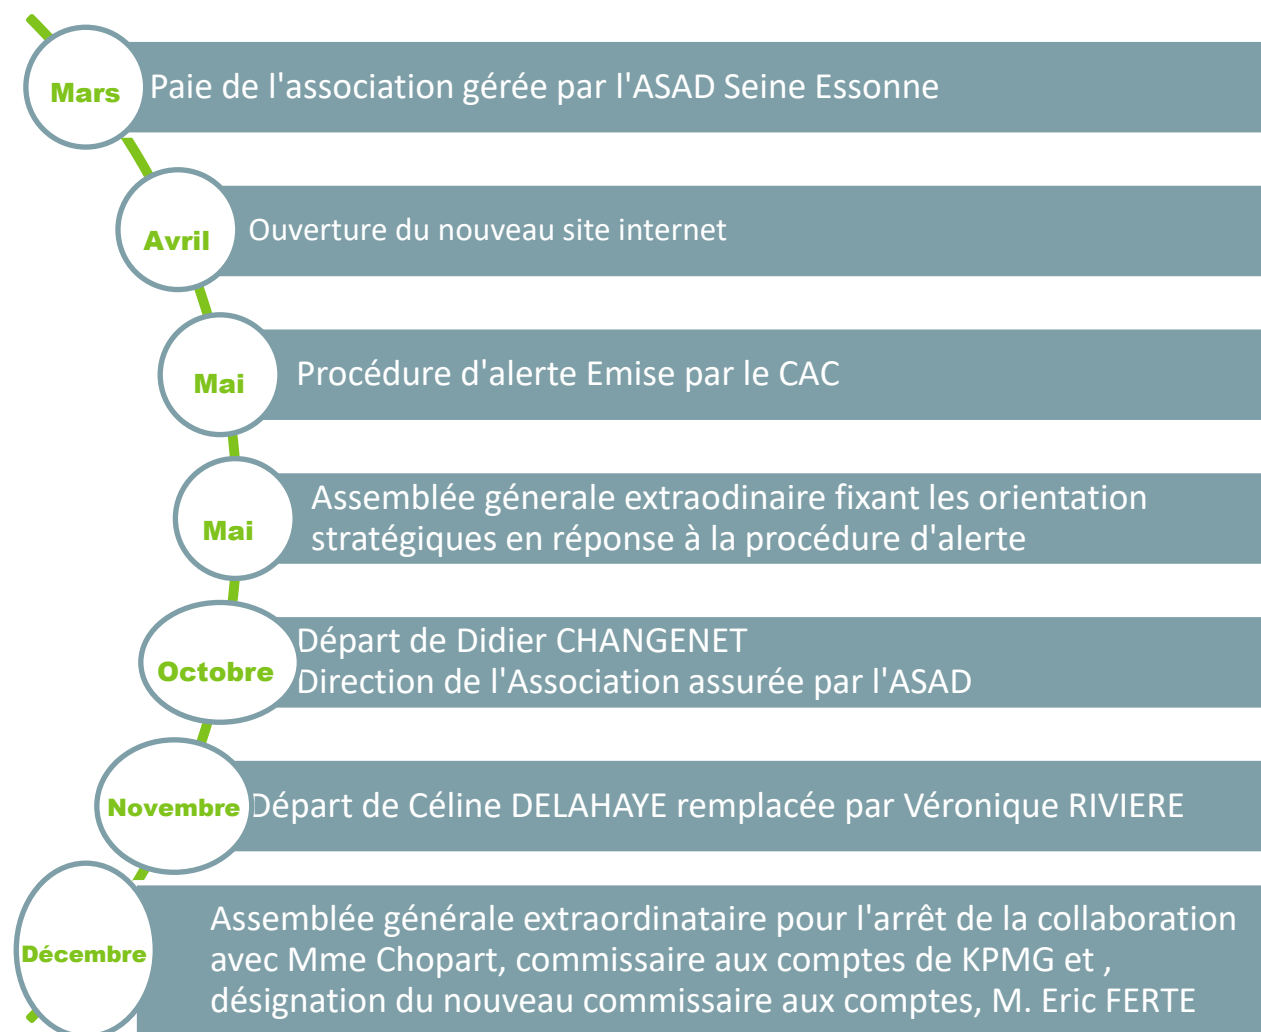 Mars
Paie de l'association gérée par l'ASAD Seine Essonne
Avril
Ouverture du nouveau site internet
Mai
Procédure d'alerte Emise par le CAC
Mai
Assemblée génerale extraodinaire fixant les orientation
stratégiques en réponse à la procédure d'alerte
Octobre
Départ de Didier CHANGENET
Direction de l'Association assurée par l'ASAD
Novembre
Départ de Céline DELAHAYE remplacée par Véronique RIVIERE
Décembre
Assemblée générale extraordinataire pour l'arrêt de la collaboration
avec Mme Chopart, commissaire aux comptes de KPMG et ,
désignation du nouveau commissaire aux comptes, M. Eric FERTE